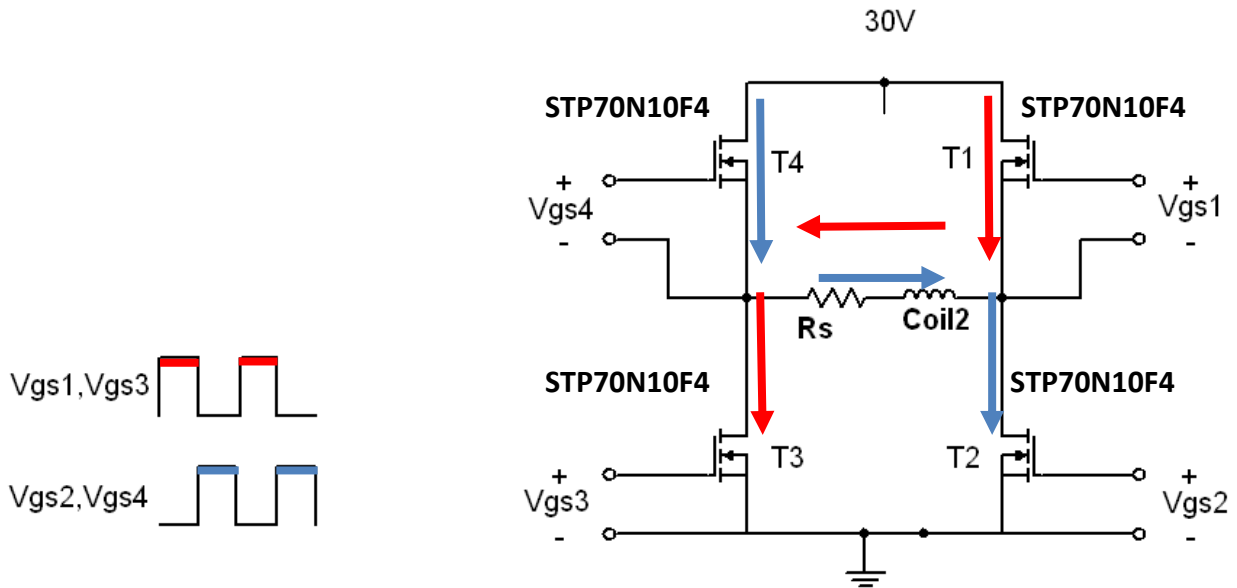 30V
STP70N10F4 STP70N10F4
T4 T1
+ +
Vgs4 Vgs1
- -
Rs Coil2
Vgs1,Vgs3
STP70N10F4 STP70N10F4
T3 T2
+ +
Vgs2,Vgs4
Vgs3 Vgs2
- -